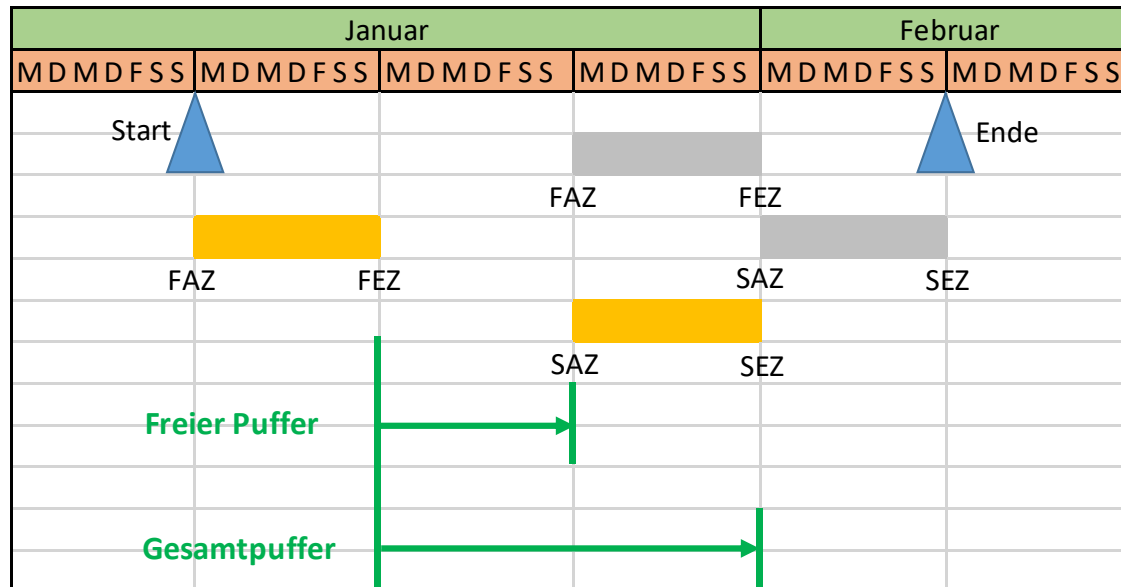 Januar Februar
M D M D F S S M D M D F S S M D M D F S S M D M D F S S M D M D F S S M D M D F S S
Start Ende
FAZ FEZ
FAZ FEZ SAZ SEZ
SAZ SEZ
Freier Puffer
Gesamtpuffer